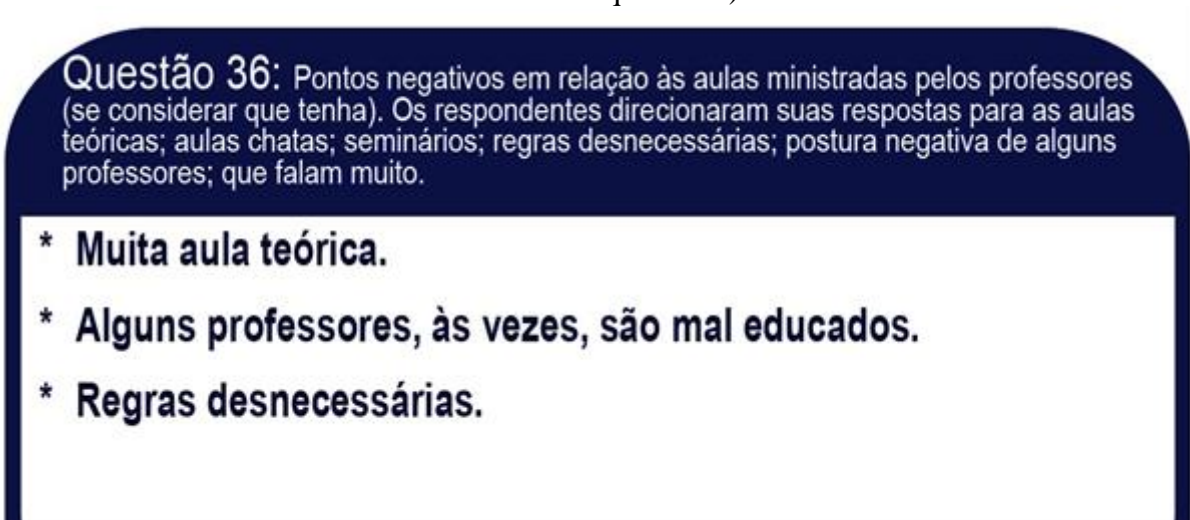 Questão 36: Pontos negativos em relação às aulas ministradas pelos professores
(se considerar que tenha). Os respondentes direcionaram suas respostas para as aulas
teóricas; aulas chatas; seminários; regras desnecessárias; postura negativa de alguns
professores; que falam muito.
* Muita aula teórica.
* Alguns professores, às vezes, são mal educados.
* Regras desnecessárias.